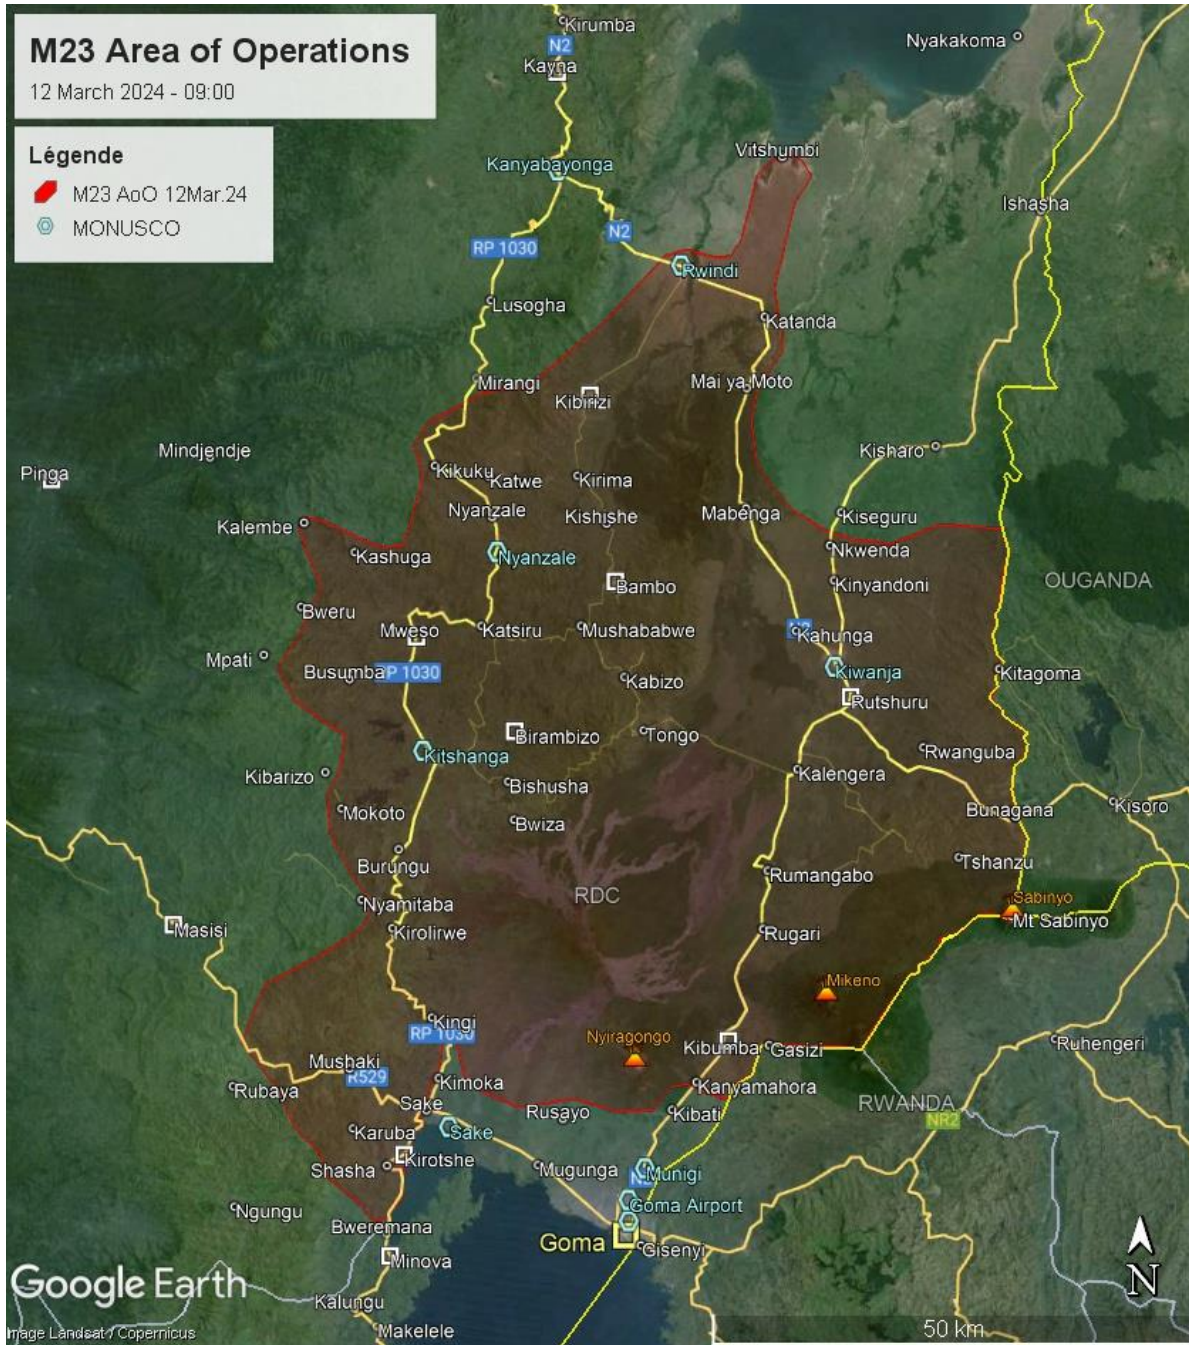 M23 Area of Operations
12 March 2024 - 09:00
Légende
M23 AoO 12Mar.24
MONUSCO
Kirumba
N2
Kayna
Nyakakoma
Kanyabayonga
Vitshumbi
Ishasha
N2
RP 1030
Rwindi
Lusogha
Katanda
Mirangi
Mai ya Moto
Kibirizi
Mindjendje
Kisharo
Pinga
Kikuku
Katwe
Kirima
Nyanzale
Kishishe
Mabenga
Kiseguru
Kalembe
Kashuga
Nyanzale
Nkwenda
Bambo
Kinyandoni
OUGANDA
Bweru
Mweso
Katsiru
Mushababwe
N2
Kahunga
Mpati
Busumba
RP 1030
Kabizo
Kiwanja
Kitagoma
Rutshuru
Birambizo
Tongo
Rwanguba
Kitshanga
Kibarizo
Bishusha
Kalengera
Mokoto
Bwiza
Bunagana
Kisoro
Burungu
Rumangabo
Tshanzu
Nyamitaba
RDC
Sabinyo
Masisi
Kirolirwe
Rugari
Mt Sabinyo
Mikeno
Kingi
RP 1030
Nyiragongo
Kibumba
Gasizi
Ruhengeri
Mushaki
R529
Rubaya
Kimoka
Kanyamahora
Sake
Rusayo
Kibati
RWANDA
NR2
Karuba
Sake
Shasha
Kirotshe
Mugunga
Munigi
N2
Ngungu
Goma Airport
Bweremana
Goma
Gisenyi
Minova
Google Earth
Kalungu
N
Makelele
Image Landsat / Copernicus
50 km